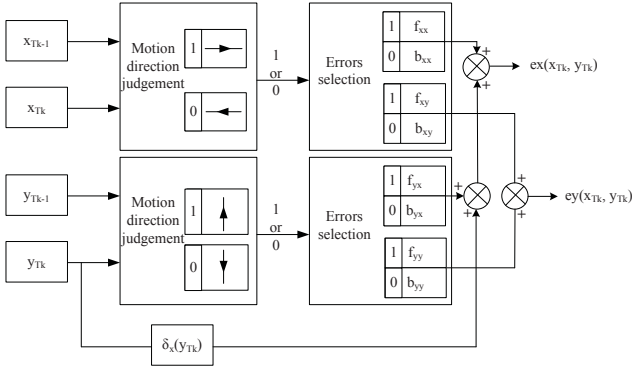 x_Tk-1
x_Tk
Motion
direction
judgement
1
0
1
or
0
Errors
selection
1 f_xx
0 b_xx
1 f_xy
0 b_xy
+
+
ex(x_Tk, y_Tk)
y_Tk-1
y_Tk
Motion
direction
judgement
1
0
1
or
0
Errors
selection
1 f_yx
0 b_yx
1 f_yy
0 b_yy
+
+
+
+
ey(x_Tk, y_Tk)
δ_x(y_Tk)